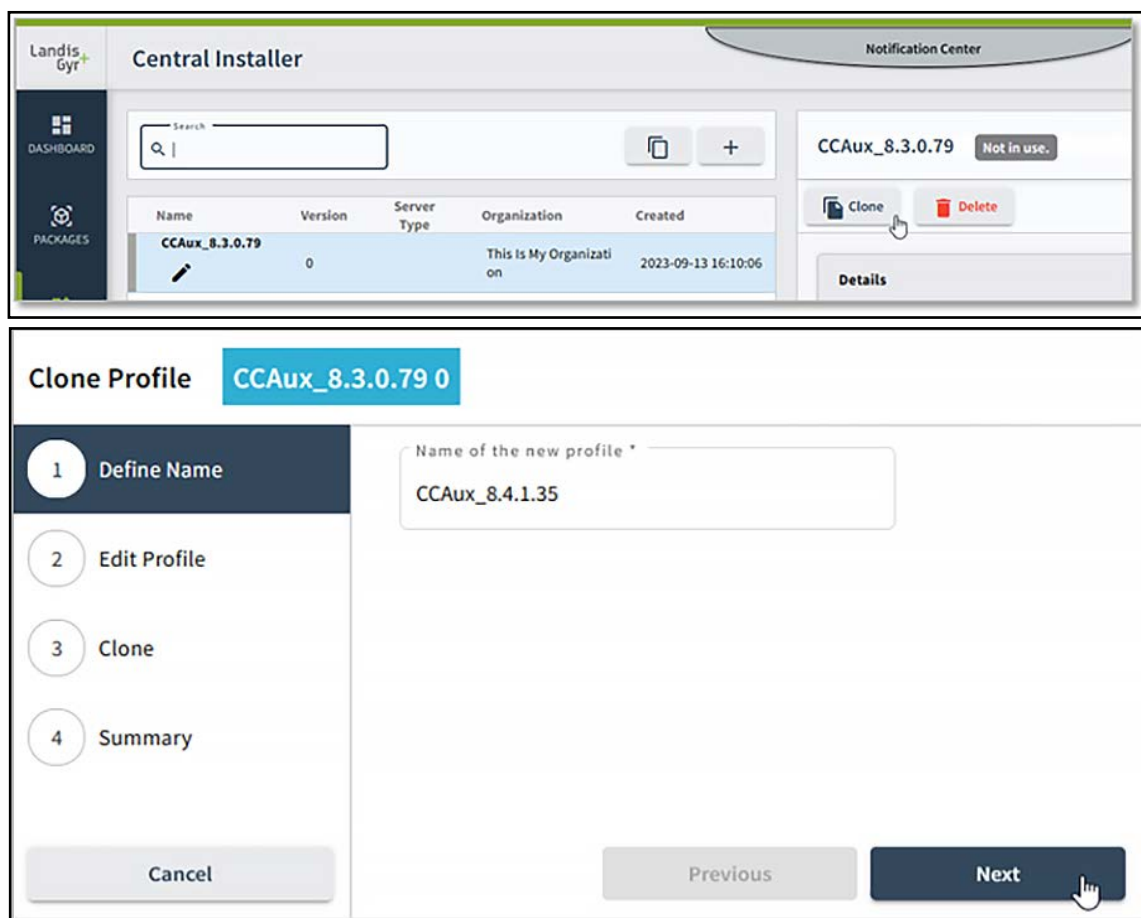 Landis+
Gyr
Central Installer
Notification Center
DASHBOARD
PACKAGES
Search
CCAux_8.3.0.79 Not in use.
Clone Delete
Name Version Server Type Organization Created
CCAux_8.3.0.79
0
This Is My Organizati
on
2023-09-13 16:10:06
Details
Clone Profile CCAux_8.3.0.79 0
1 Define Name
Name of the new profile *
CCAux_8.4.1.35
2 Edit Profile
3 Clone
4 Summary
Cancel Previous Next